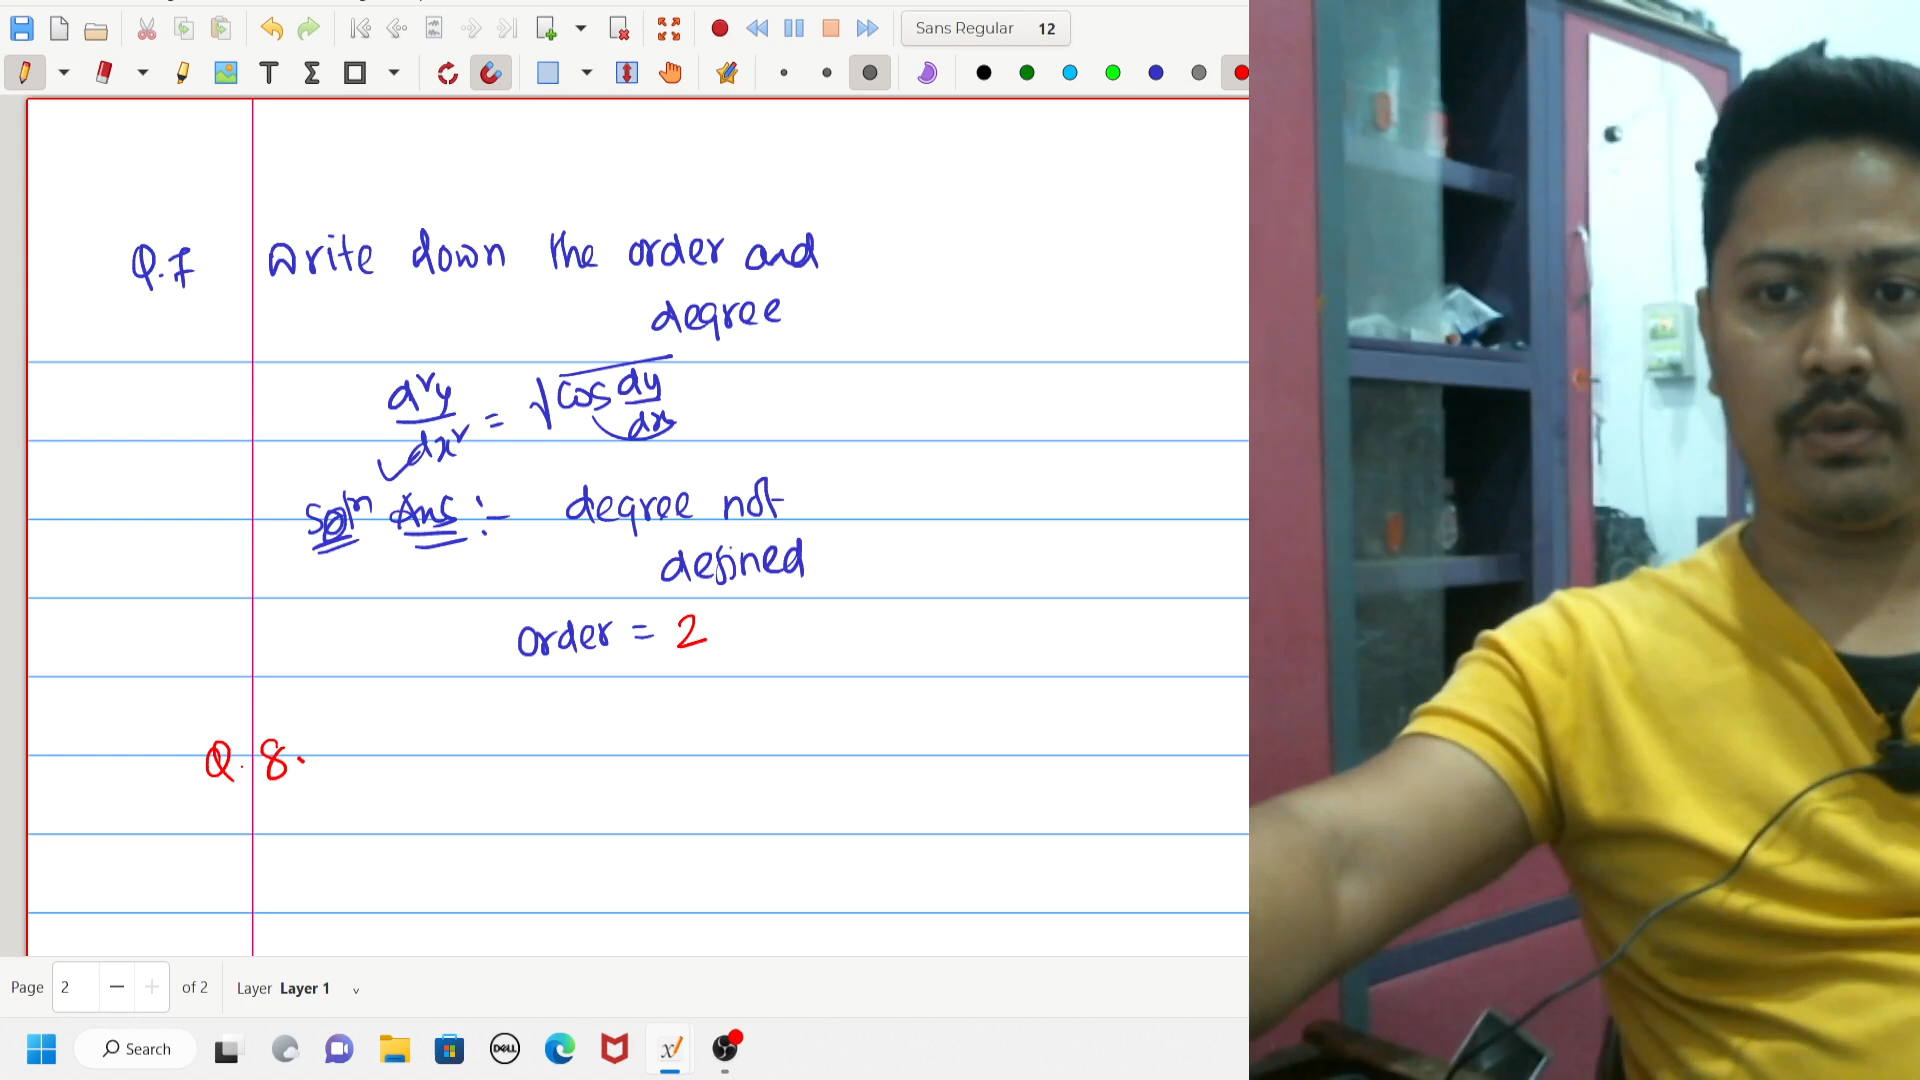 Sans Regular 12
Q.7 Write down the order and
degree
d²y/dx² = √cos dy/dx
Soln Ans :- degree not
defined
order = 2
Q. 8.
Page 2 of 2 Layer Layer 1
Search
DELL